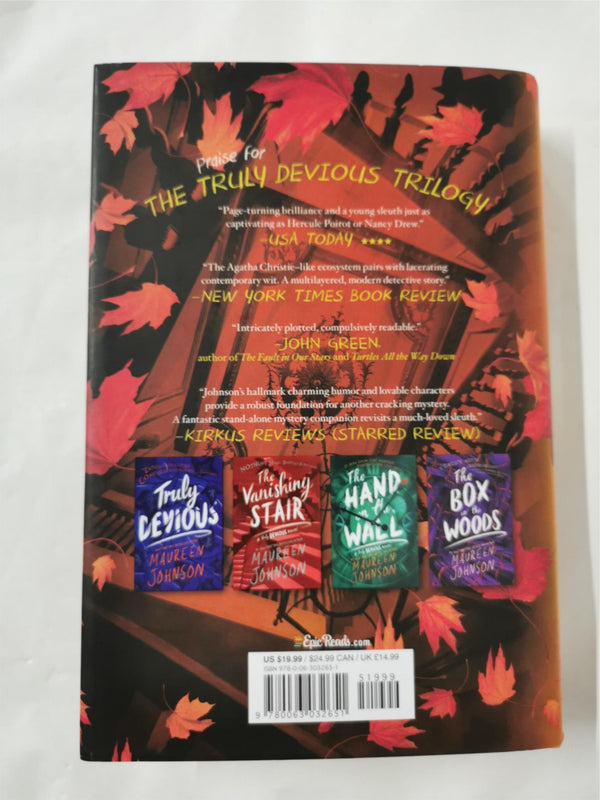 Praise for
THE TRULY DEVIOUS TRILOGY
“Page-turning brilliance and a young sleuth just as
captivating as Hercule Poirot or Nancy Drew.”
–USA TODAY ★★★★
“The Agatha Christie–like ecosystem pairs with lacerating
contemporary wit. A multilayered, modern detective story.”
–NEW YORK TIMES BOOK REVIEW
“Intricately plotted, compulsively readable.”
–JOHN GREEN,
author of The Fault in Our Stars and Turtles All the Way Down
“Johnson’s hallmark charming humor and lovable characters
provide a robust foundation for another cracking mystery.
A fantastic stand-alone mystery companion revisits a much-loved sleuth.”
–KIRKUS REVIEWS (STARRED REVIEW)
Truly
DEVIOUS
MAUREEN
JOHNSON
The
Vanishing
STAIR
MAUREEN
JOHNSON
The
HAND
on the
WALL
MAUREEN
JOHNSON
The
BOX
in the
WOODS
MAUREEN
JOHNSON
EpicReads.com
US $19.99 / $24.99 CAN / UK £14.99
ISBN 978-0-06-303265-1
51999
9 780063 032651